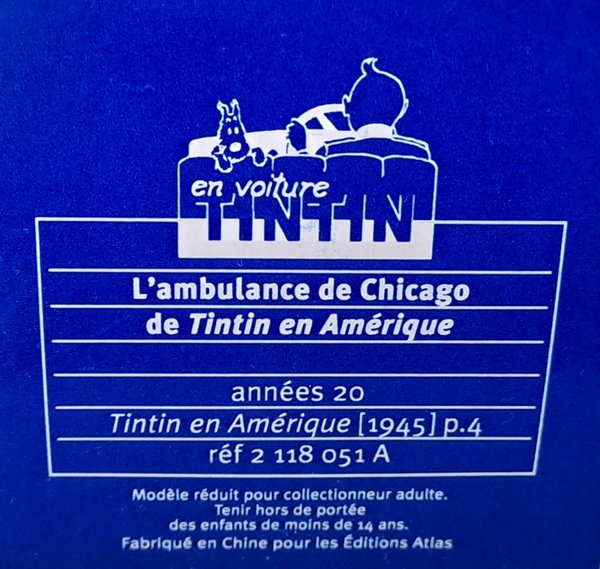 en voiture
TINTIN
L'ambulance de Chicago
de Tintin en Amérique
années 20
Tintin en Amérique [1945] p.4
réf 2 118 051 A
Modèle réduit pour collectionneur adulte.
Tenir hors de portée
des enfants de moins de 14 ans.
Fabriqué en Chine pour les Éditions Atlas